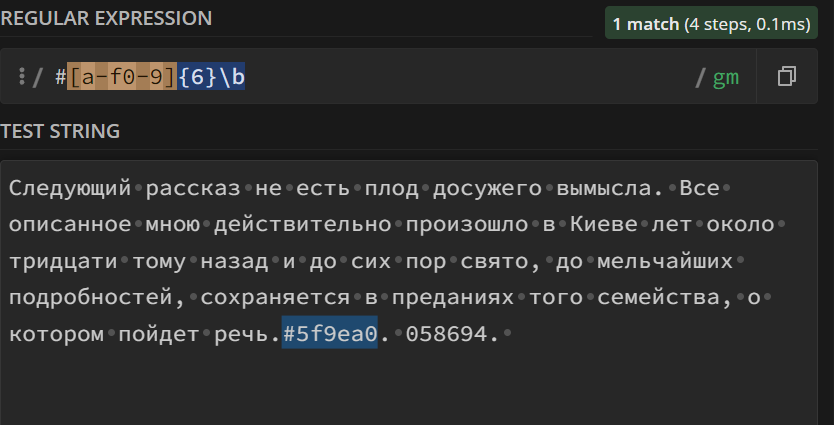 REGULAR EXPRESSION
1 match (4 steps, 0.1ms)
/ #[a-f0-9]{6}\b / gm
TEST STRING
Следующий·рассказ·не·есть·плод·досужего·вымысла.·Все·
описанное·мною·действительно·произошло·в·Киеве·лет·около·
тридцати·тому·назад·и·до·сих·пор·свято,·до·мельчайших·
подробностей,·сохраняется·в·преданиях·того·семейства,·о·
котором·пойдет·речь.#5f9ea0.·058694.·